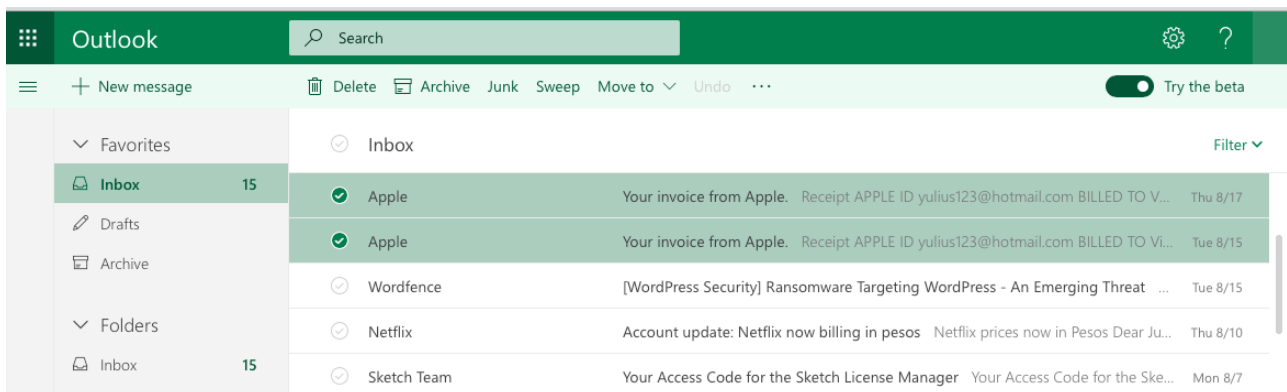 Outlook Search ?
New message Delete Archive Junk Sweep Move to Undo ... Try the beta
Favorites Inbox Filter
Inbox 15 Apple Your invoice from Apple. Receipt APPLE ID yulius123@hotmail.com BILLED TO V... Thu 8/17
Drafts Apple Your invoice from Apple. Receipt APPLE ID yulius123@hotmail.com BILLED TO Vi... Tue 8/15
Archive Wordfence [WordPress Security] Ransomware Targeting WordPress - An Emerging Threat ... Tue 8/15
Folders Netflix Account update: Netflix now billing in pesos Netflix prices now in Pesos Dear Ju... Thu 8/10
Inbox 15 Sketch Team Your Access Code for the Sketch License Manager Your Access Code for the Ske... Mon 8/7